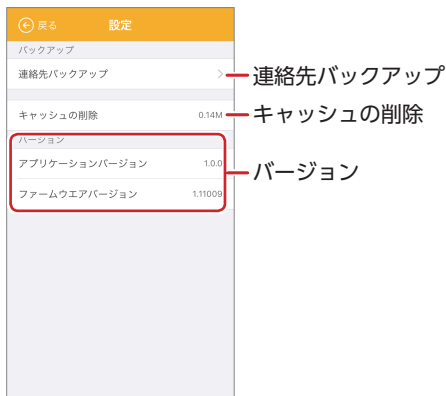 戻る 設定
バックアップ
連絡先バックアップ
連絡先バックアップ
キャッシュの削除 0.14M
キャッシュの削除
バージョン
アプリケーションバージョン 1.0.0
バージョン
ファームウエアバージョン 1.11009